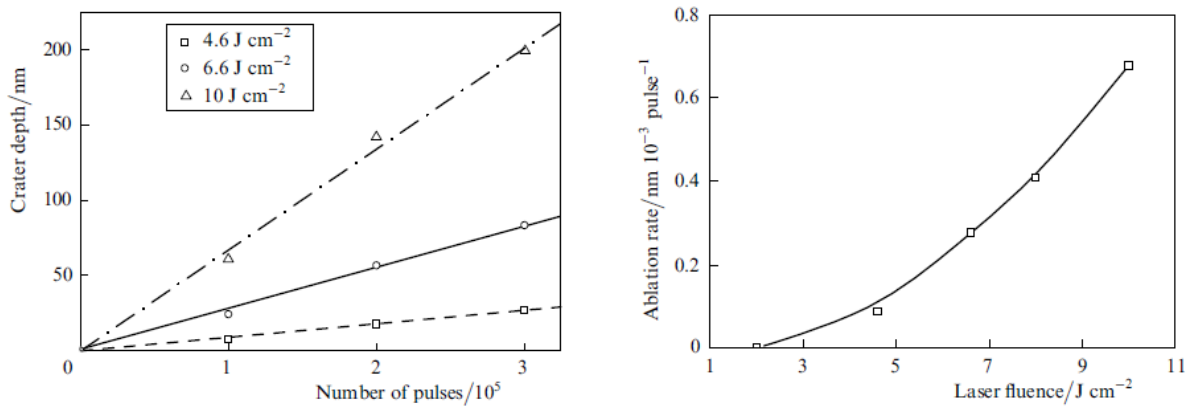 Crater depth/nm
200
150
100
50
0
4.6 J cm⁻²
6.6 J cm⁻²
10 J cm⁻²
1
2
3
Number of pulses/10⁵
Ablation rate/nm 10⁻³ pulse⁻¹
0.8
0.6
0.4
0.2
0
1
3
5
7
9
11
Laser fluence/J cm⁻²